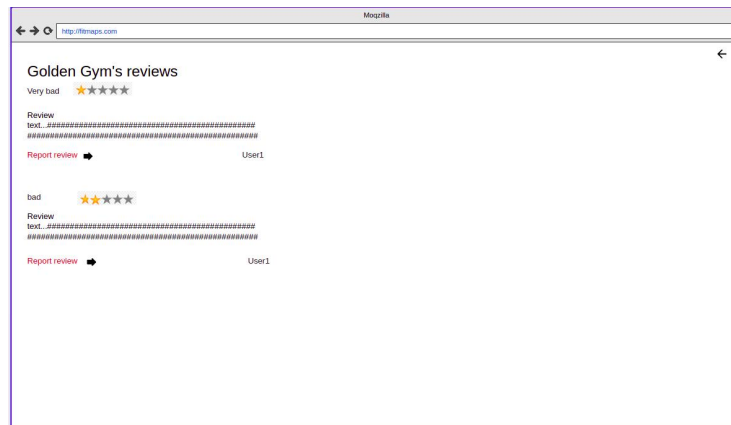 Moqzilla
http://fitmaps.com
Golden Gym's reviews
Very bad
Review
text...##############################################
###################################################
Report review
User1
bad
Review
text...##############################################
###################################################
Report review
User1